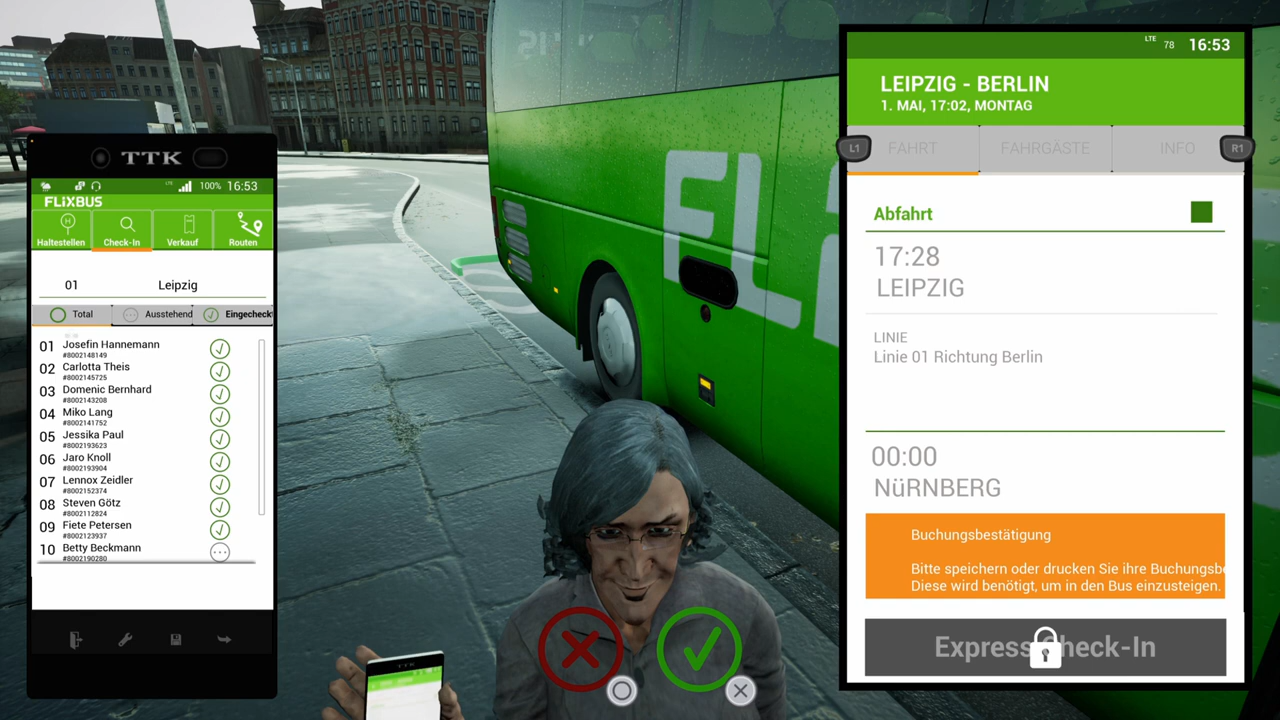 TTK
100% 16:53
LTE
FLiXBUS
Haltestellen Check-In Verkauf Routen
01 Leipzig
Total Ausstehend Eingecheckt
01 Josefin Hannemann
#8002148149
02 Carlotta Theis
#8002145725
03 Domenic Bernhard
#8002143208
04 Miko Lang
#8002141752
05 Jessika Paul
#8002193623
06 Jaro Knoll
#8002193904
07 Lennox Zeidler
#8002152374
08 Steven Götz
#8002112824
09 Fiete Petersen
#8002123937
10 Betty Beckmann
#8002190280
FLi
TTK
LTE 78 16:53
LEIPZIG - BERLIN
1. MAI, 17:02, MONTAG
L1 FAHRT FAHRGÄSTE INFO R1
Abfahrt
17:28
LEIPZIG
LINIE
Linie 01 Richtung Berlin
00:00
NüRNBERG
Buchungsbestätigung
Bitte speichern oder drucken Sie ihre Buchungsbe
Diese wird benötigt, um in den Bus einzusteigen.
Express Check-In